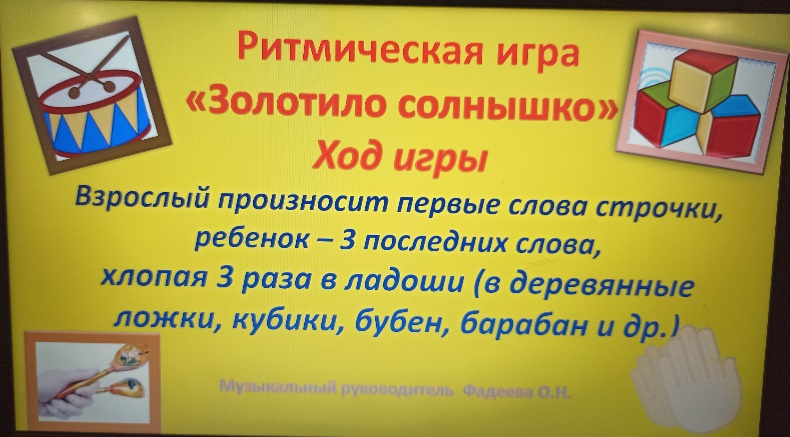 Ритмическая игра
«Золотило солнышко»
Ход игры
Взрослый произносит первые слова строчки,
ребенок – 3 последних слова,
хлопая 3 раза в ладоши (в деревянные
ложки, кубики, бубен, барабан и др.)
Музыкальный руководитель Фадеева О.Н.